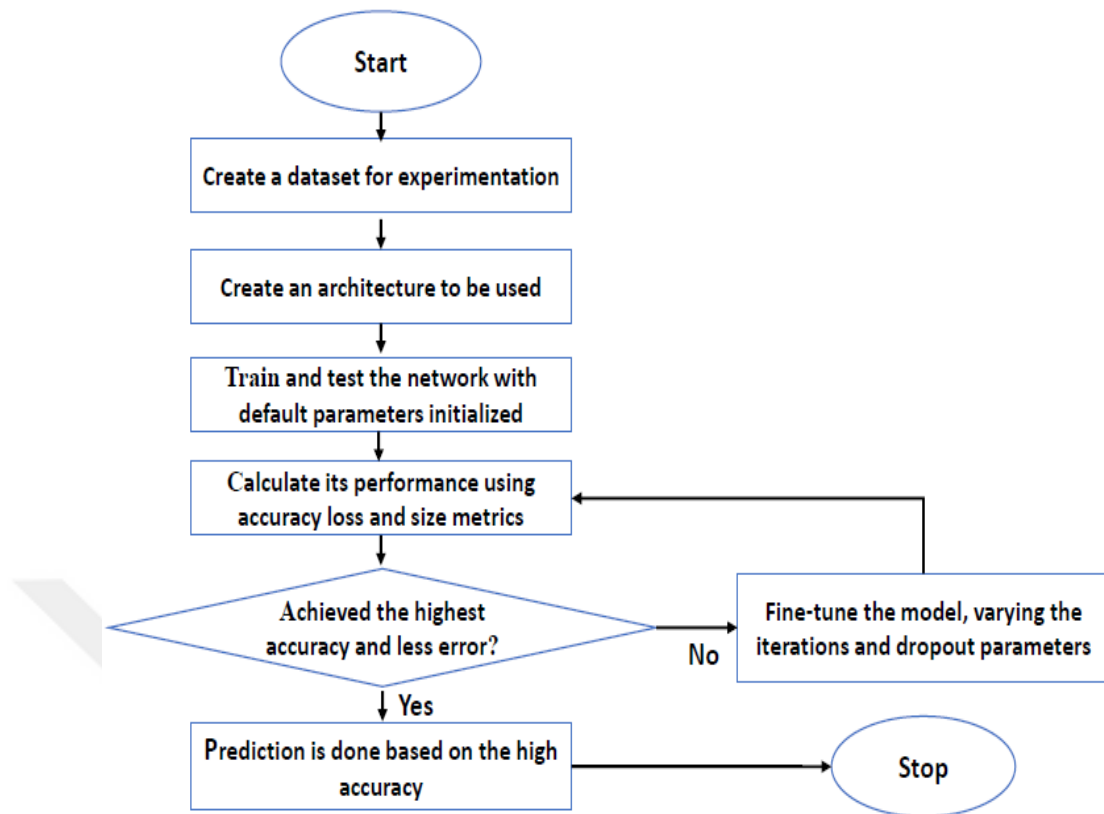 Start
Create a dataset for experimentation
Create an architecture to be used
Train and test the network with
default parameters initialized
Calculate its performance using
accuracy loss and size metrics
Achieved the highest
accuracy and less error?
No
Fine-tune the model, varying the
iterations and dropout parameters
Yes
Prediction is done based on the high
accuracy
Stop